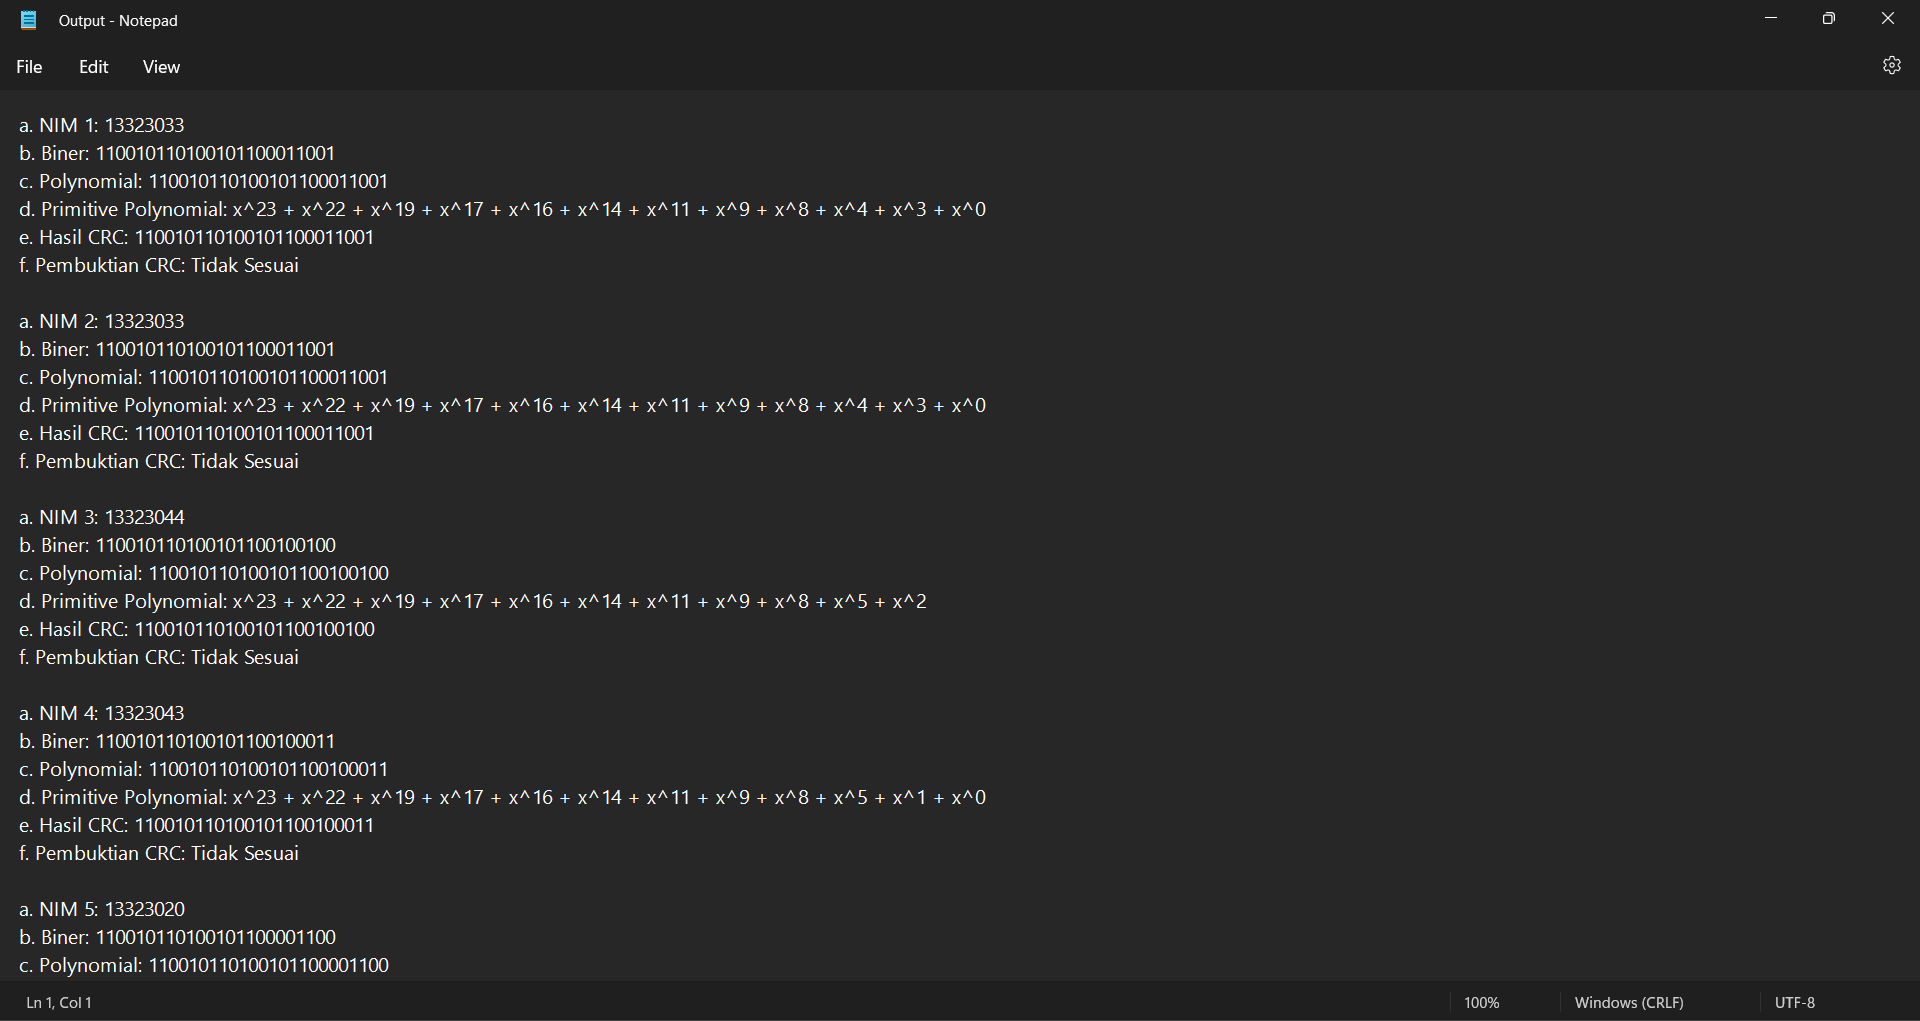 Output - Notepad
File Edit View
a. NIM 1: 13323033
b. Biner: 110010110100101100011001
c. Polynomial: 110010110100101100011001
d. Primitive Polynomial: x^23 + x^22 + x^19 + x^17 + x^16 + x^14 + x^11 + x^9 + x^8 + x^4 + x^3 + x^0
e. Hasil CRC: 110010110100101100011001
f. Pembuktian CRC: Tidak Sesuai
a. NIM 2: 13323033
b. Biner: 110010110100101100011001
c. Polynomial: 110010110100101100011001
d. Primitive Polynomial: x^23 + x^22 + x^19 + x^17 + x^16 + x^14 + x^11 + x^9 + x^8 + x^4 + x^3 + x^0
e. Hasil CRC: 110010110100101100011001
f. Pembuktian CRC: Tidak Sesuai
a. NIM 3: 13323044
b. Biner: 110010110100101100100100
c. Polynomial: 110010110100101100100100
d. Primitive Polynomial: x^23 + x^22 + x^19 + x^17 + x^16 + x^14 + x^11 + x^9 + x^8 + x^5 + x^2
e. Hasil CRC: 110010110100101100100100
f. Pembuktian CRC: Tidak Sesuai
a. NIM 4: 13323043
b. Biner: 110010110100101100100011
c. Polynomial: 110010110100101100100011
d. Primitive Polynomial: x^23 + x^22 + x^19 + x^17 + x^16 + x^14 + x^11 + x^9 + x^8 + x^5 + x^1 + x^0
e. Hasil CRC: 110010110100101100100011
f. Pembuktian CRC: Tidak Sesuai
a. NIM 5: 13323020
b. Biner: 110010110100101100001100
c. Polynomial: 110010110100101100001100
Ln 1, Col 1 100% Windows (CRLF) UTF-8